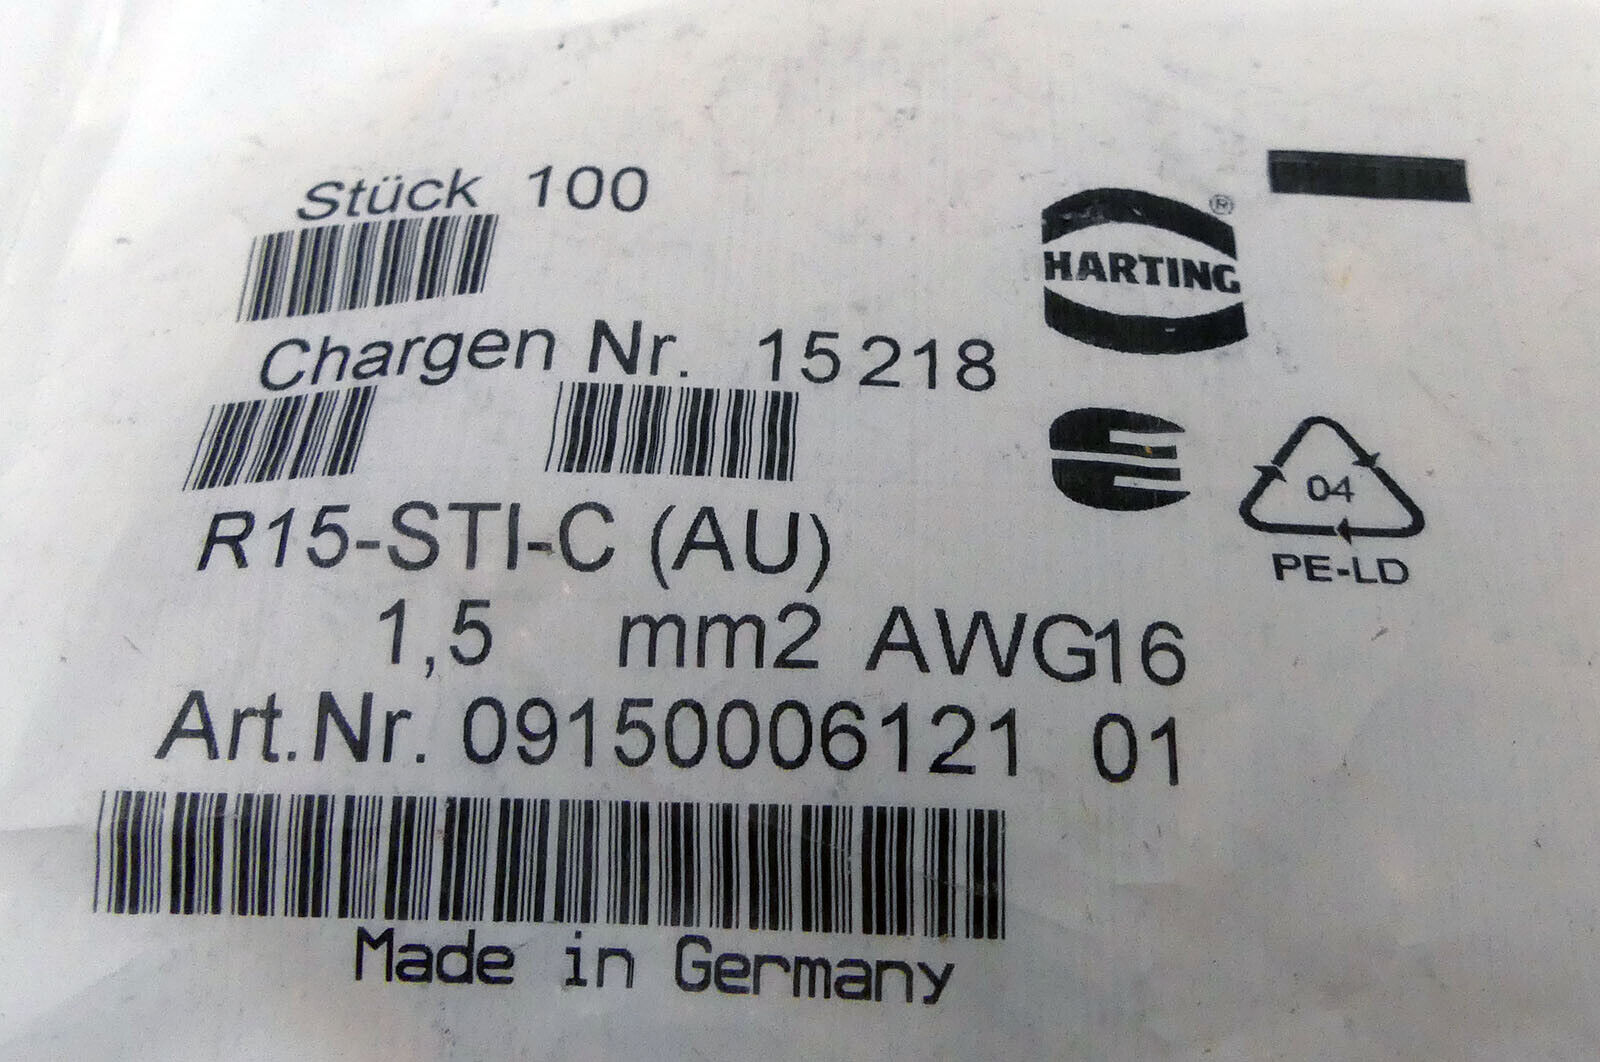 Stück 100
HARTING®
Chargen Nr. 15218
R15-STI-C (AU)
04
PE-LD
1,5 mm2 AWG16
Art.Nr. 09150006121 01
Made in Germany